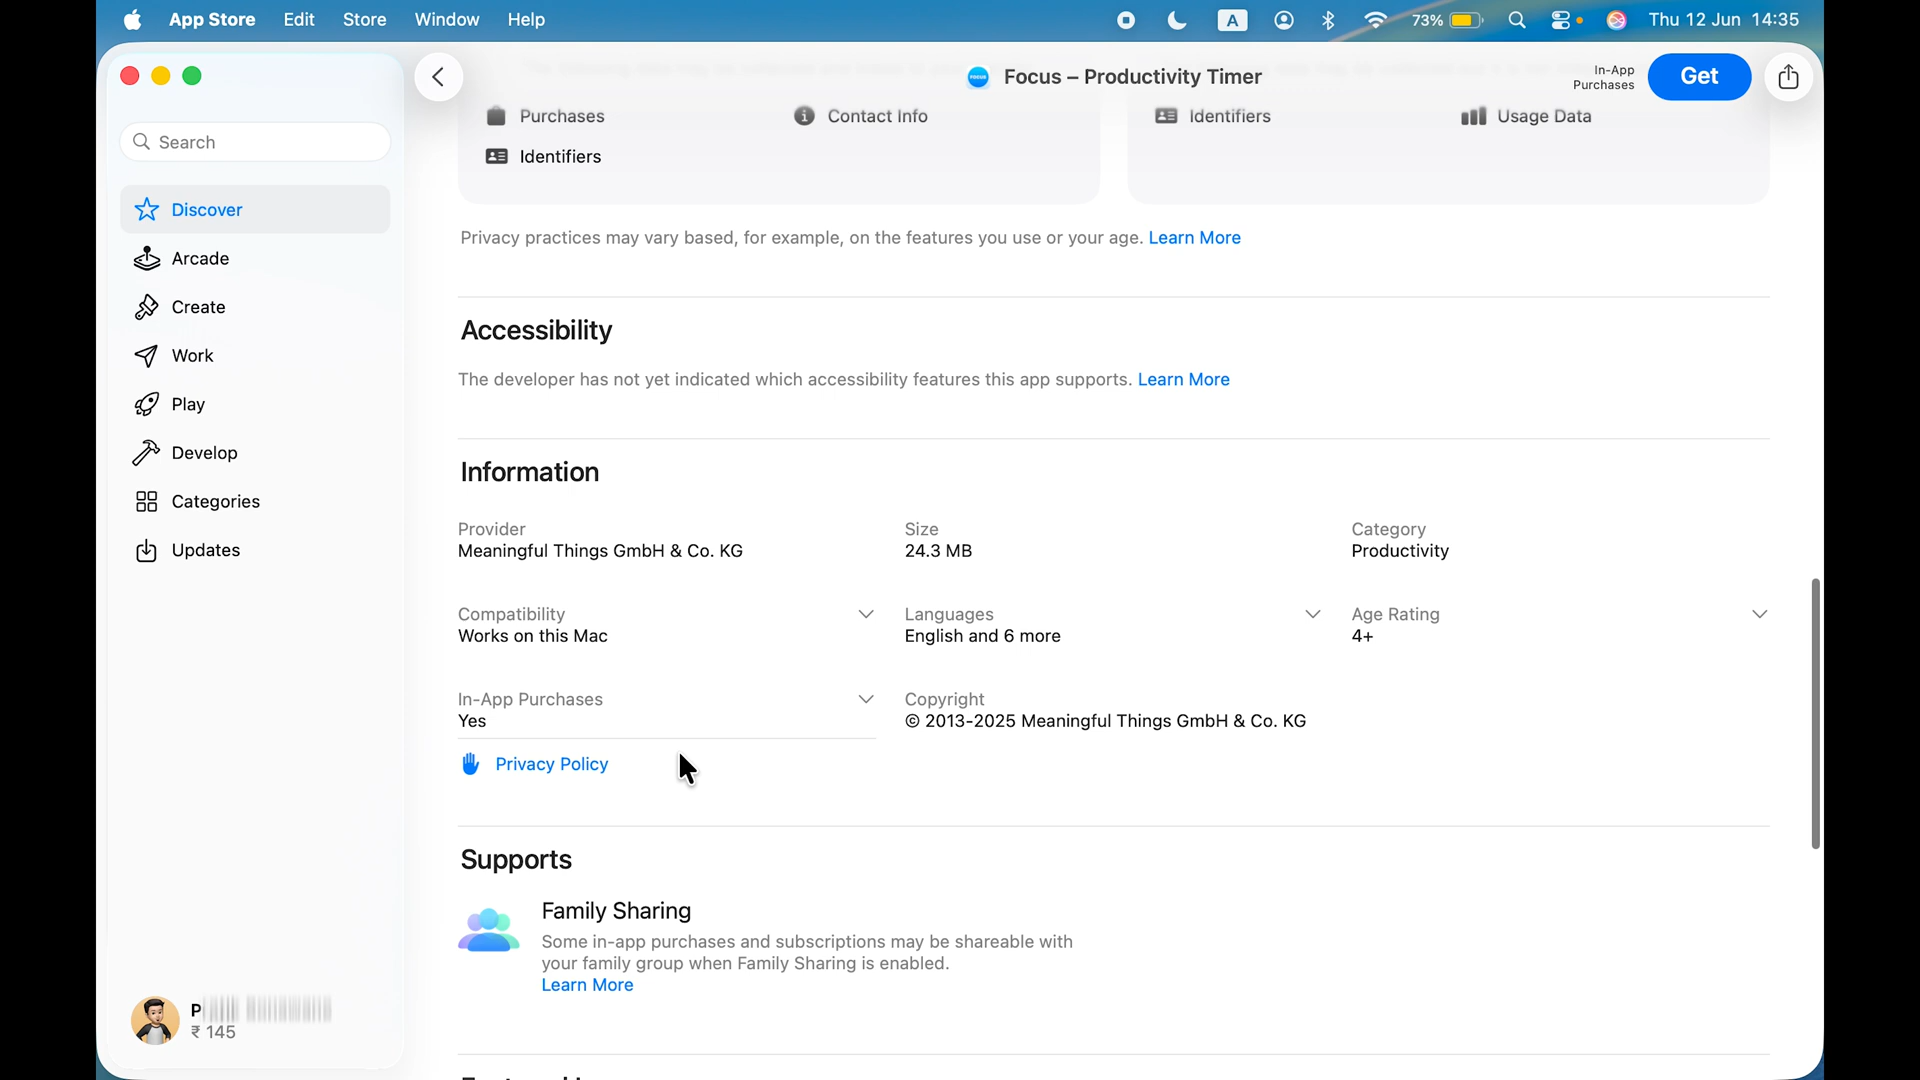 App Store Edit Store Window Help
A 73% Thu 12 Jun 14:35
Focus – Productivity Timer
In-App
Purchases
Get
Search
Discover
Arcade
Create
Work
Play
Develop
Categories
Updates
P
₹ 145
Purchases Contact Info
Identifiers
Identifiers Usage Data
Privacy practices may vary based, for example, on the features you use or your age. Learn More
Accessibility
The developer has not yet indicated which accessibility features this app supports. Learn More
Information
Provider
Meaningful Things GmbH & Co. KG
Size
24.3 MB
Category
Productivity
Compatibility
Works on this Mac
Languages
English and 6 more
Age Rating
4+
In-App Purchases
Yes
Copyright
© 2013-2025 Meaningful Things GmbH & Co. KG
Privacy Policy
Supports
Family Sharing
Some in-app purchases and subscriptions may be shareable with
your family group when Family Sharing is enabled.
Learn More